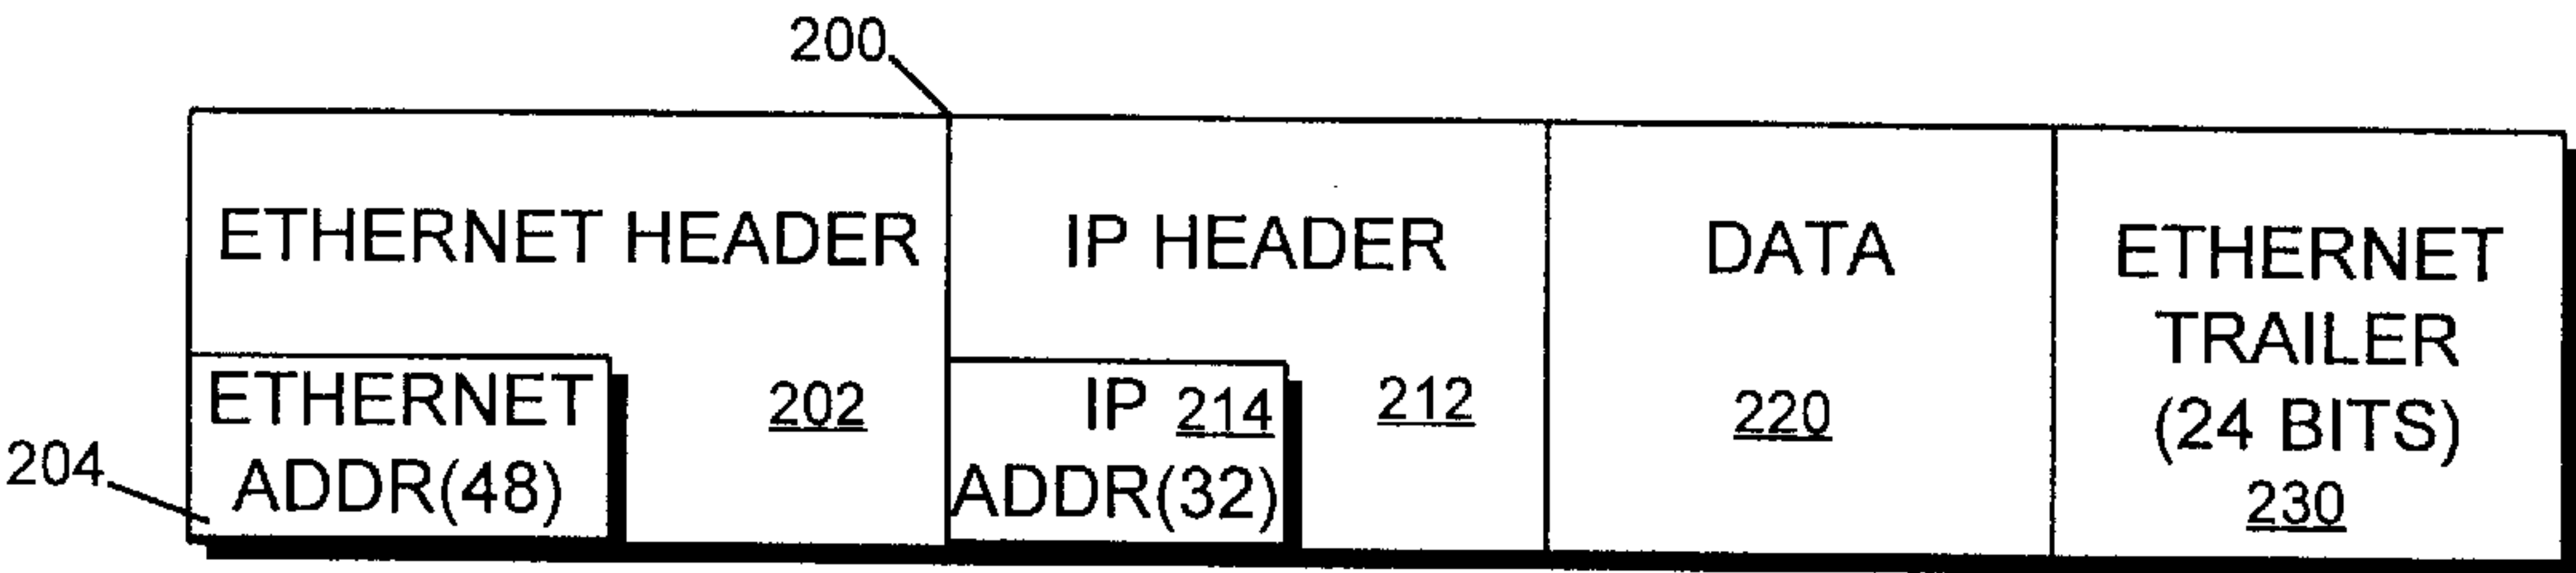 200
ETHERNET HEADER
202
ETHERNET
ADDR(48)
204
IP HEADER
212
IP 214
ADDR(32)
DATA
220
ETHERNET
TRAILER
(24 BITS)
230